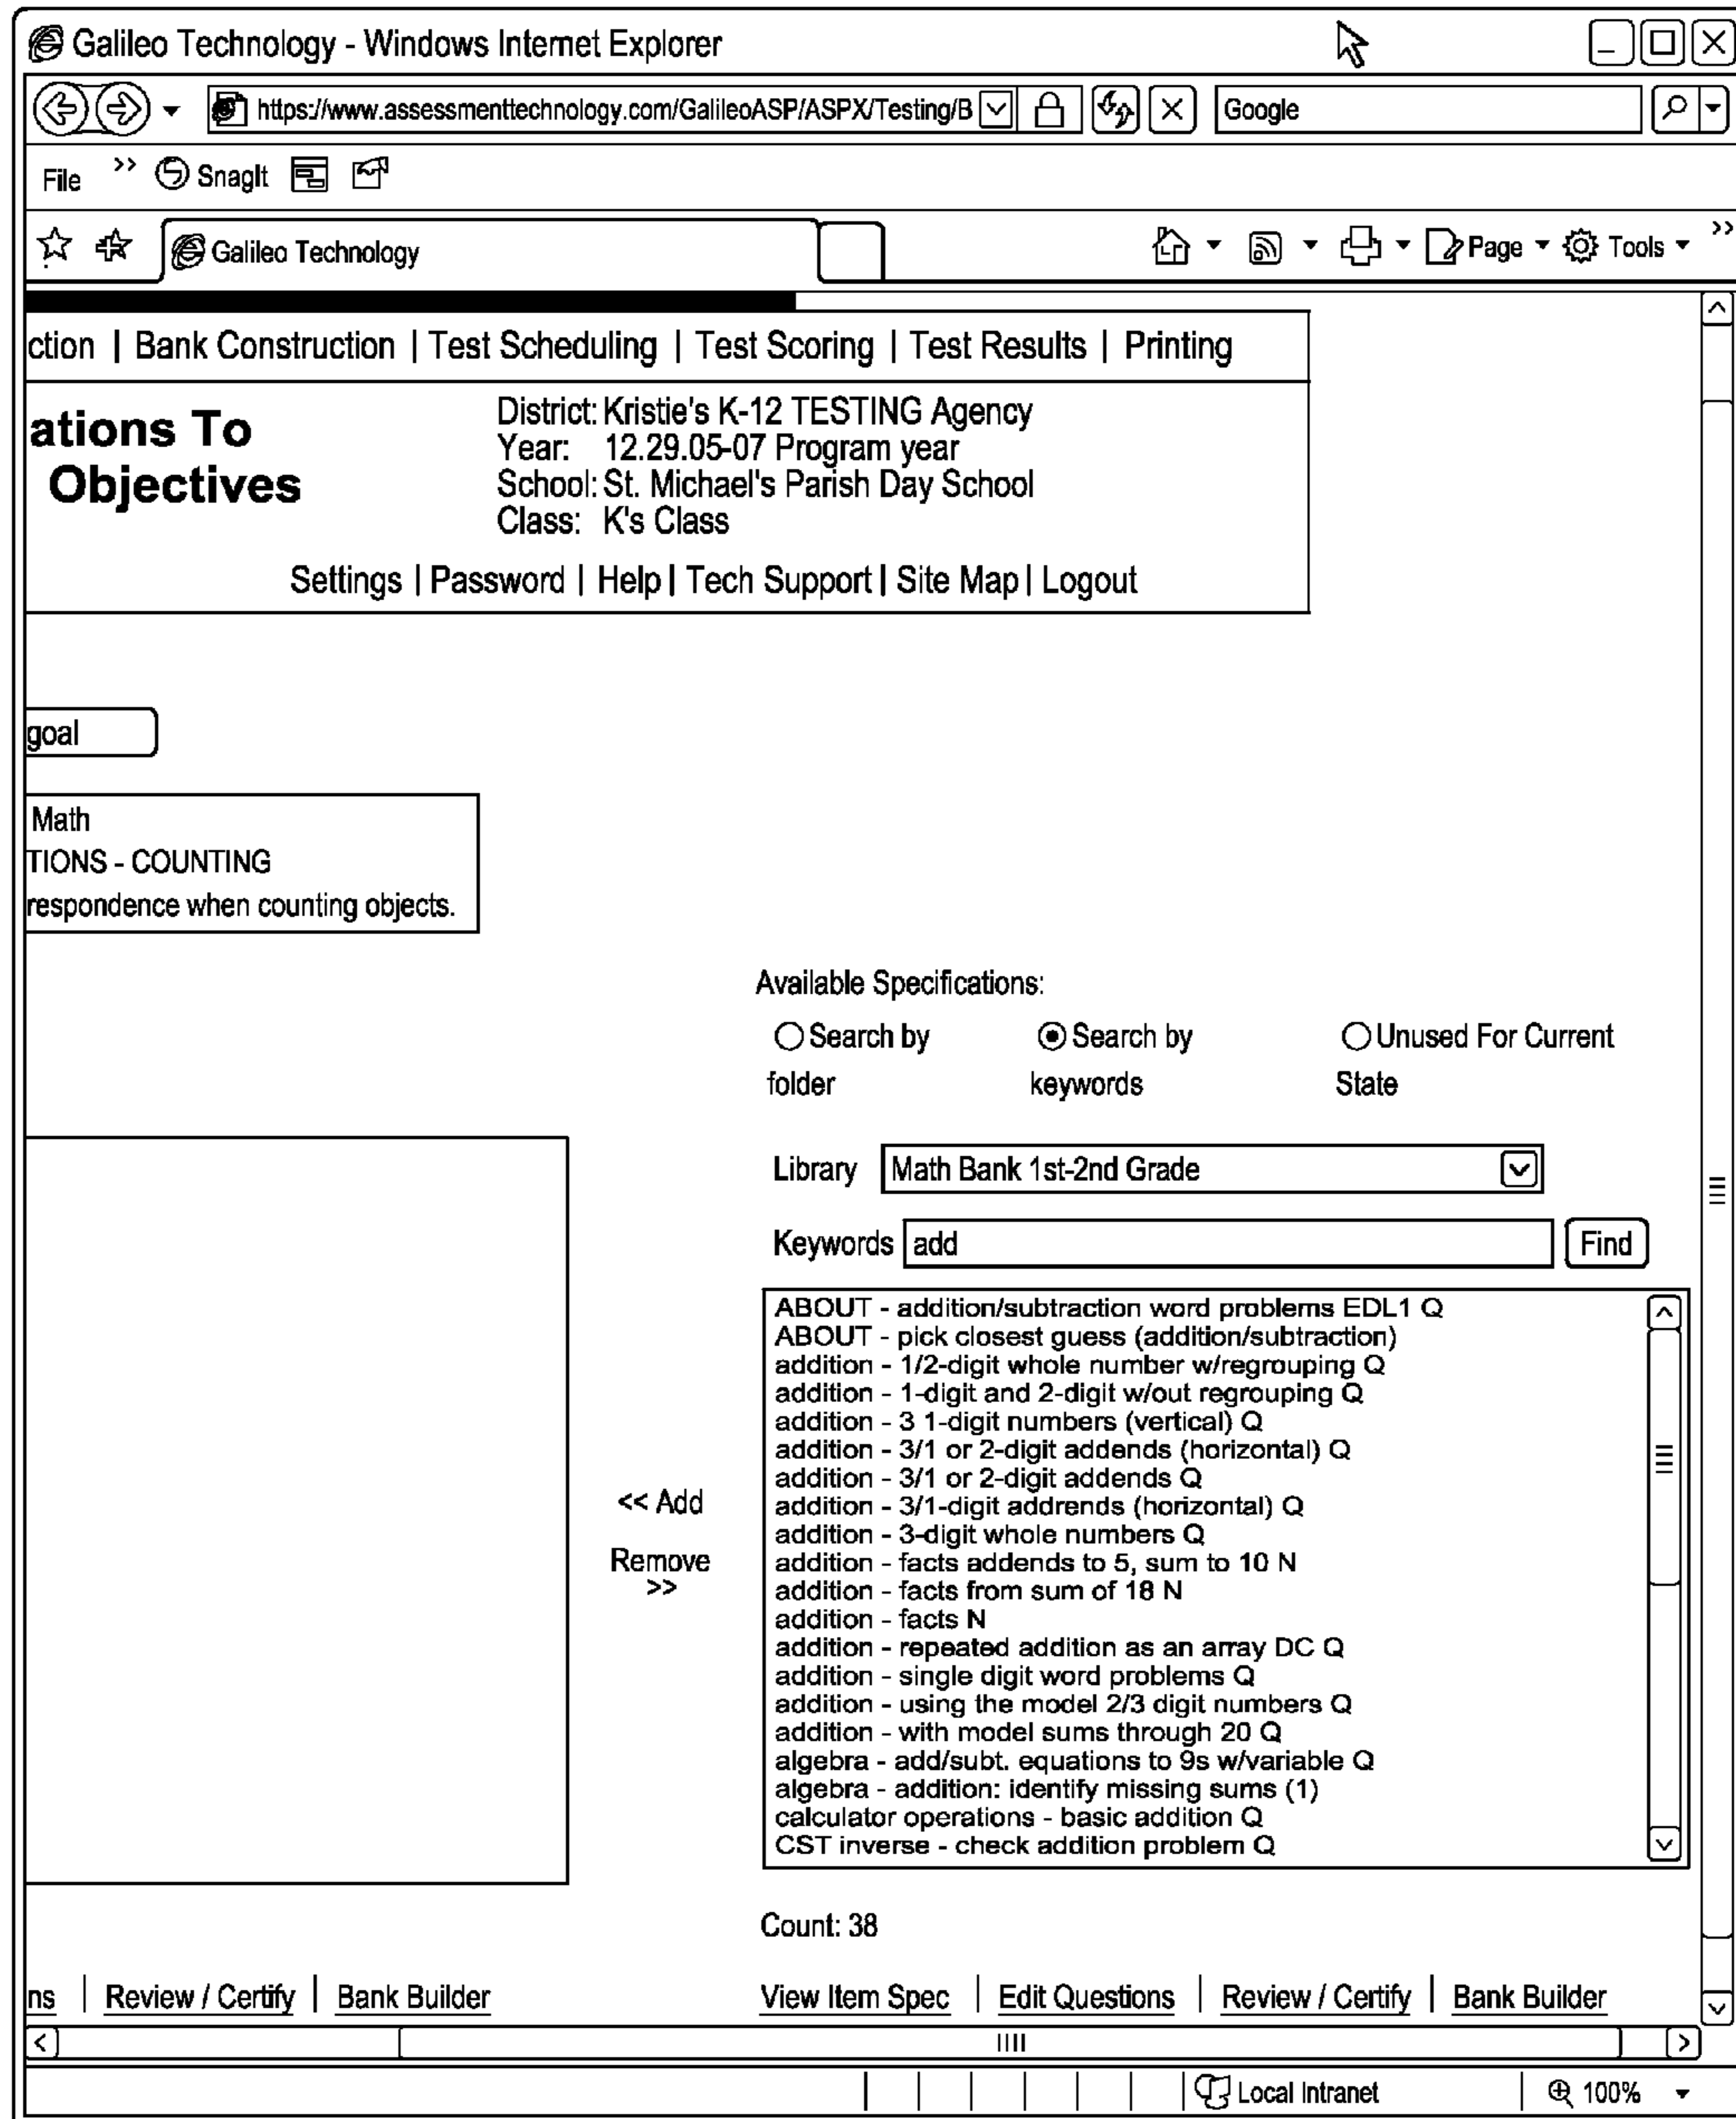 Galileo Technology - Windows Internet Explorer
https://www.assessmenttechnology.com/GalileoASP/ASPX/Testing/B
Google
File >> SnagIt
Galileo Technology
Page Tools >>
ction | Bank Construction | Test Scheduling | Test Scoring | Test Results | Printing
ations To
Objectives
District: Kristie's K-12 TESTING Agency
Year: 12.29.05-07 Program year
School: St. Michael's Parish Day School
Class: K's Class
Settings | Password | Help | Tech Support | Site Map | Logout
goal
Math
TIONS - COUNTING
respondence when counting objects.
Available Specifications:
Search by folder
Search by keywords
Unused For Current State
Library Math Bank 1st-2nd Grade
Keywords add Find
ABOUT - addition/subtraction word problems EDL1 Q
ABOUT - pick closest guess (addition/subtraction)
addition - 1/2-digit whole number w/regrouping Q
addition - 1-digit and 2-digit w/out regrouping Q
addition - 3 1-digit numbers (vertical) Q
addition - 3/1 or 2-digit addends (horizontal) Q
addition - 3/1 or 2-digit addends Q
addition - 3/1-digit addrends (horizontal) Q
addition - 3-digit whole numbers Q
addition - facts addends to 5, sum to 10 N
addition - facts from sum of 18 N
addition - facts N
addition - repeated addition as an array DC Q
addition - single digit word problems Q
addition - using the model 2/3 digit numbers Q
addition - with model sums through 20 Q
algebra - add/subt. equations to 9s w/variable Q
algebra - addition: identify missing sums (1)
calculator operations - basic addition Q
CST inverse - check addition problem Q
<< Add
Remove
>>
Count: 38
ns | Review / Certify | Bank Builder
View Item Spec | Edit Questions | Review / Certify | Bank Builder
Local Intranet
100%